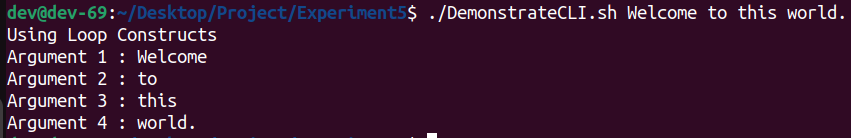 dev@dev-69:~/Desktop/Project/Experiment5$ ./DemonstrateCLI.sh Welcome to this world.
Using Loop Constructs
Argument 1 : Welcome
Argument 2 : to
Argument 3 : this
Argument 4 : world.